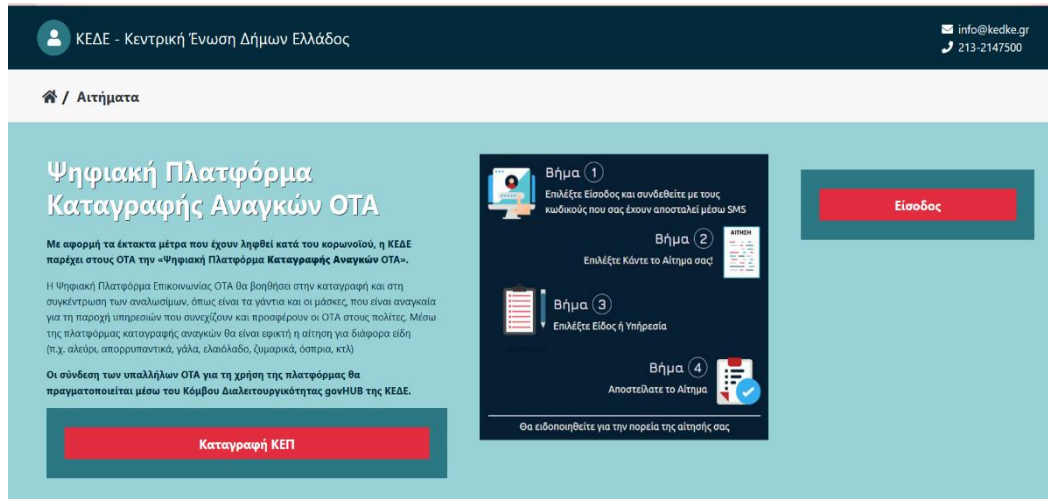 ΚΕΔΕ - Κεντρική Ένωση Δήμων Ελλάδος
info@kedke.gr
213-2147500
/ Αιτήματα
Ψηφιακή Πλατφόρμα
Καταγραφής Αναγκών ΟΤΑ
Με αφορμή τα έκτακτα μέτρα που έχουν ληφθεί κατά του κορωνοϊού, η ΚΕΔΕ
παρέχει στους ΟΤΑ την «Ψηφιακή Πλατφόρμα Καταγραφής Αναγκών ΟΤΑ».
Η Ψηφιακή Πλατφόρμα Επικοινωνίας ΟΤΑ θα βοηθήσει στην καταγραφή και στη
συγκέντρωση των αναλωσίμων, όπως είναι τα γάντια και οι μάσκες, που είναι αναγκαία
για τη παροχή υπηρεσιών που συνεχίζουν και προσφέρουν οι ΟΤΑ στους πολίτες. Μέσω
της πλατφόρμας καταγραφής αναγκών θα είναι εφικτή η αίτηση για διάφορα είδη
(π.χ. αλεύρι, απορρυπαντικά, γάλα, ελαιόλαδο, ζυμαρικά, όσπρια, κτλ)
Οι σύνδεση των υπαλλήλων ΟΤΑ για τη χρήση της πλατφόρμας θα
πραγματοποιείται μέσω του Κόμβου Διαλειτουργικότητας govHUB της ΚΕΔΕ.
Καταγραφή ΚΕΠ
Βήμα 1
Επιλέξτε Είσοδος και συνδεθείτε με τους
κωδικούς που σας έχουν αποσταλεί μέσω SMS
Βήμα 2
Επιλέξτε Κάντε το Αίτημα σας!
ΑΙΤΗΣΗ
Βήμα 3
Επιλέξτε Είδος ή Υπηρεσία
Βήμα 4
Αποστείλατε το Αίτημα
Θα ειδοποιηθείτε για την πορεία της αίτησής σας
Είσοδος